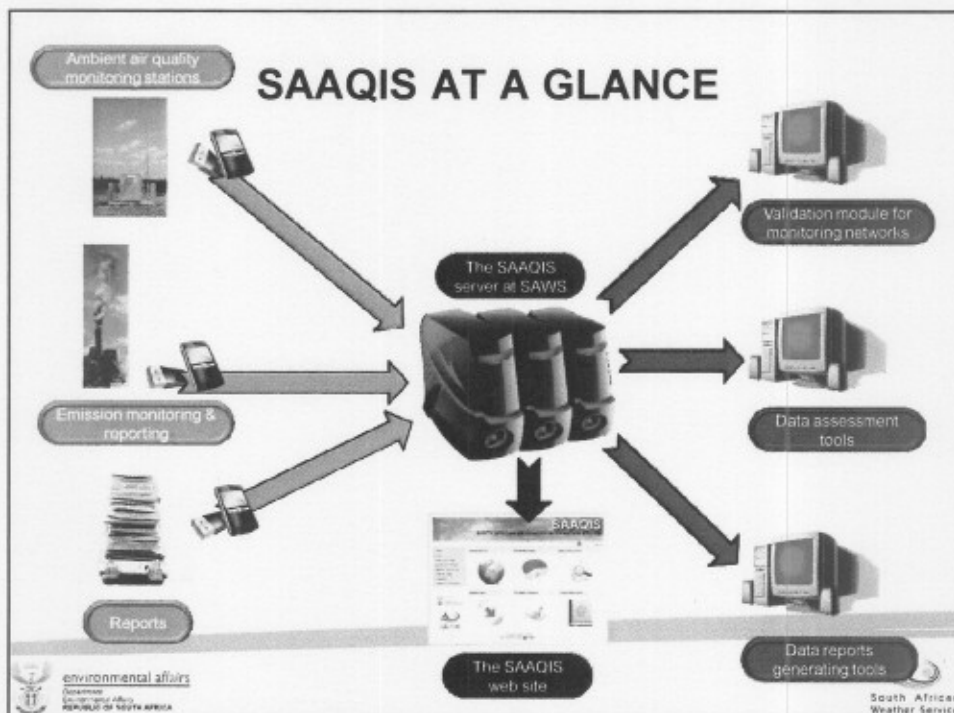 SAAQIS AT A GLANCE
Ambient air quality
monitoring stations
Emission monitoring &
reporting
Reports
The SAAQIS
server at SAWS
SAAQIS
The SAAQIS
web site
Validation module for
monitoring networks
Data assessment
tools
Data reports
generating tools
environmental affairs
Department:
Environmental Affairs
REPUBLIC OF SOUTH AFRICA
South African
Weather Service